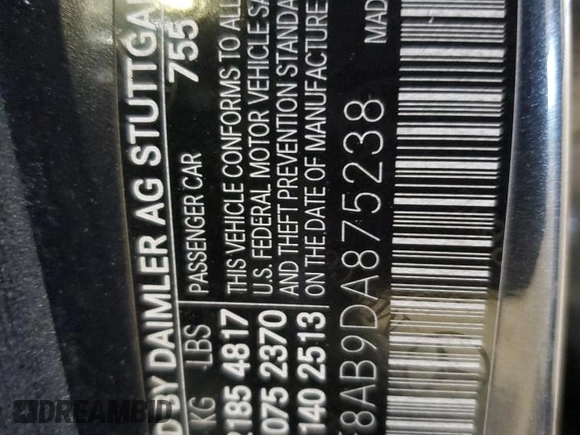 D BY DAIMLER AG STUTTGA
755
KG LBS PASSENGER CAR
2185 4817 THIS VEHICLE CONFORMS TO ALL
U.S. FEDERAL MOTOR VEHICLE SA
075 2370 AND THEFT PREVENTION STANDA
140 2513 ON THE DATE OF MANUFACTURE
8AB9DA875238
MAD
DREAMBID